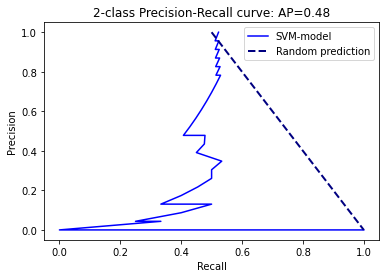 2-class Precision-Recall curve: AP=0.48
SVM-model
Random prediction
Precision
1.0
0.8
0.6
0.4
0.2
0.0
0.0 0.2 0.4 0.6 0.8 1.0
Recall